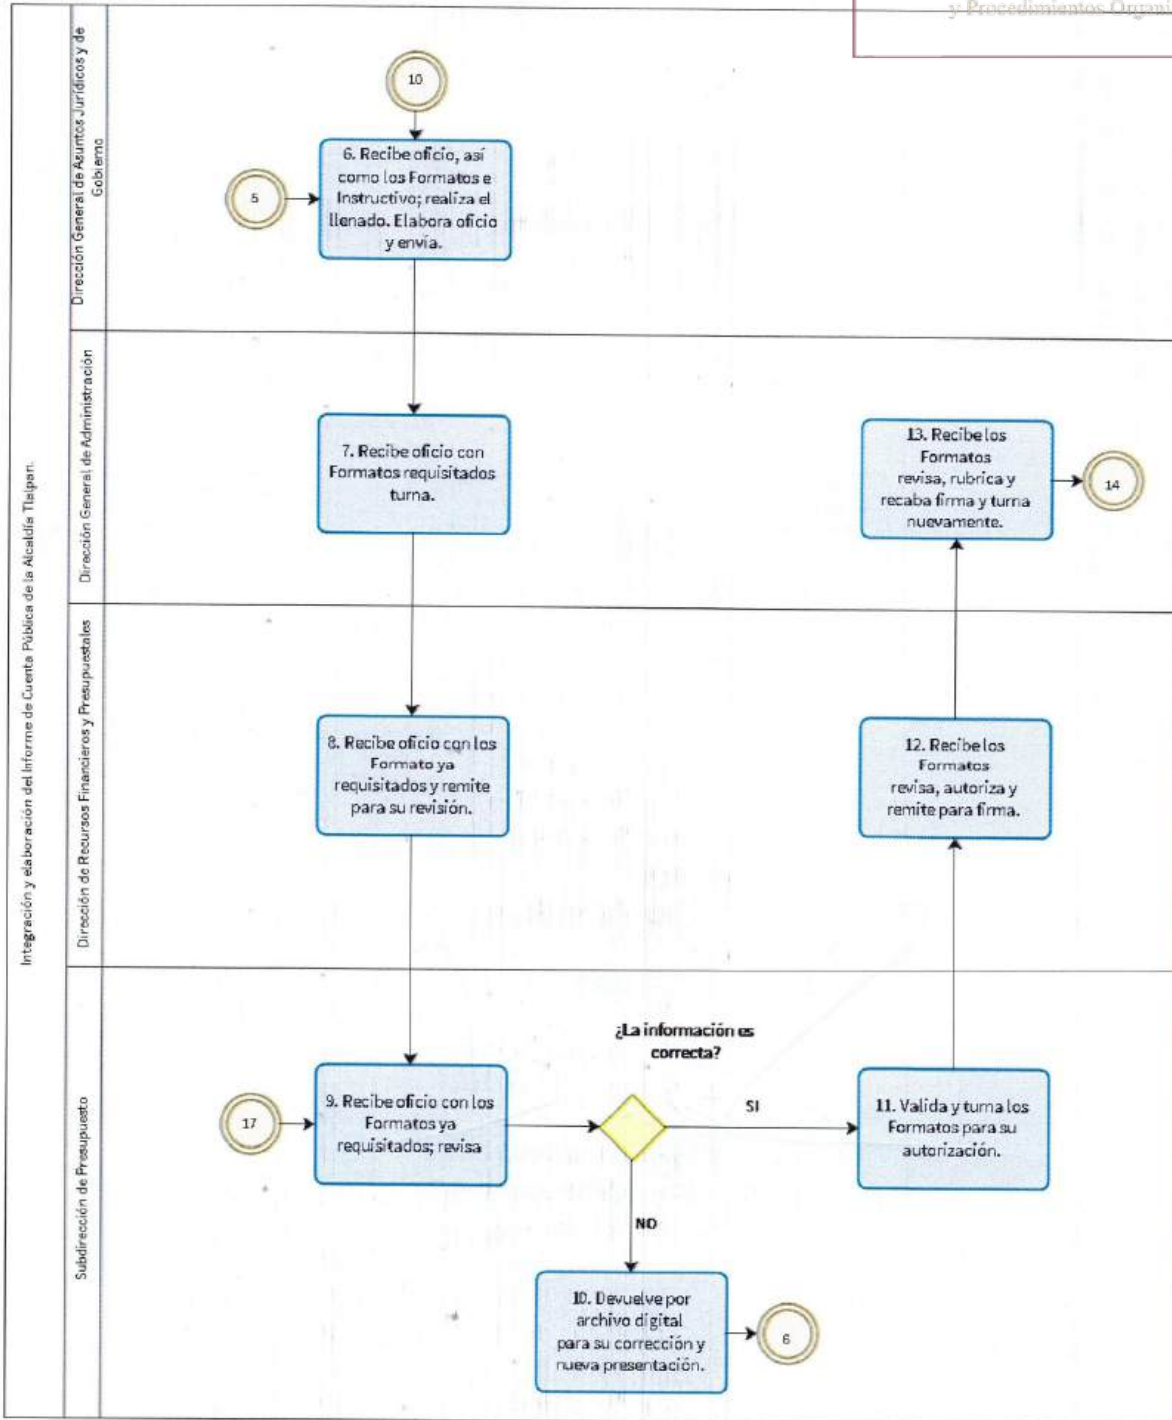 y Procedimientos Organi
Integración y elaboración del Informe de Cuenta Pública de la Alcaldía Tlalpan.
Dirección General de Asuntos Jurídicos y de
Gobierno
10
5
6. Recibe oficio, así
como los Formatos e
Instructivo; realiza el
llenado. Elabora oficio
y envía.
Dirección General de Administración
7. Recibe oficio con
Formatos requisitados
turna.
13. Recibe los
Formatos
revisa, rubrica y
recaba firma y turna
nuevamente.
14
Dirección de Recursos Financieros y Presupuestales
8. Recibe oficio con los
Formato ya
requisitados y remite
para su revisión.
12. Recibe los
Formatos
revisa, autoriza y
remite para firma.
Subdirección de Presupuesto
17
9. Recibe oficio con los
Formatos ya
requisitados; revisa
¿La información es
correcta?
SI
11. Valida y turna los
Formatos para su
autorización.
NO
10. Devuelve por
archivo digital
para su corrección y
nueva presentación.
6